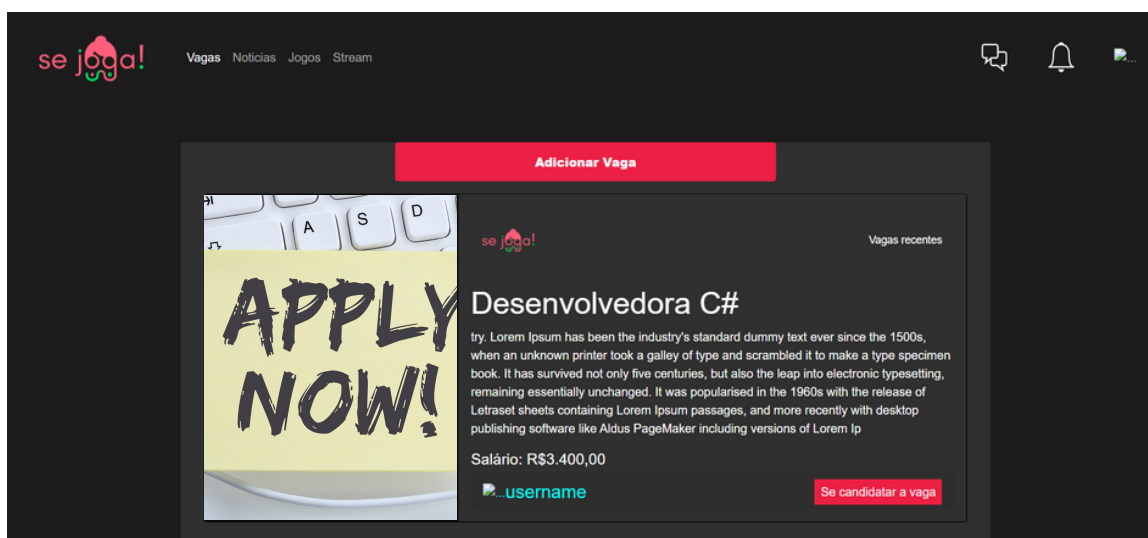 se joga!
Vagas Noticias Jogos Stream
...
Adicionar Vaga
A S D
APPLY
NOW!
se joga!
Vagas recentes
Desenvolvedora C#
try. Lorem Ipsum has been the industry's standard dummy text ever since the 1500s,
when an unknown printer took a galley of type and scrambled it to make a type specimen
book. It has survived not only five centuries, but also the leap into electronic typesetting,
remaining essentially unchanged. It was popularised in the 1960s with the release of
Letraset sheets containing Lorem Ipsum passages, and more recently with desktop
publishing software like Aldus PageMaker including versions of Lorem Ip
Salário: R$3.400,00
...username
Se candidatar a vaga